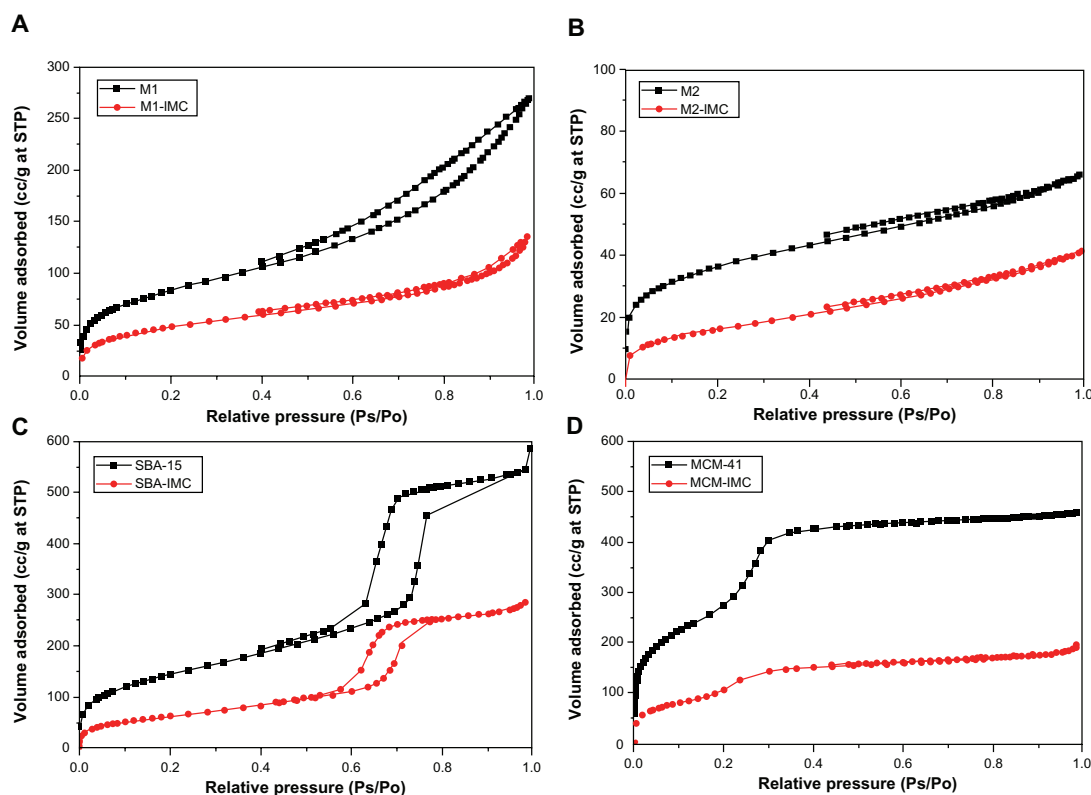 A
Volume adsorbed (cc/g at STP)
300
250
200
150
100
50
0
M1
M1-IMC
0.0 0.2 0.4 0.6 0.8 1.0
Relative pressure (Ps/Po)
B
Volume adsorbed (cc/g at STP)
100
80
60
40
20
0
M2
M2-IMC
0.0 0.2 0.4 0.6 0.8 1.0
Relative pressure (Ps/Po)
C
Volume adsorbed (cc/g at STP)
600
500
400
300
200
100
0
SBA-15
SBA-IMC
0.0 0.2 0.4 0.6 0.8 1.0
Relative pressure (Ps/Po)
D
Volume adsorbed (cc/g at STP)
600
500
400
300
200
100
0
MCM-41
MCM-IMC
0.0 0.2 0.4 0.6 0.8 1.0
Relative pressure (Ps/Po)